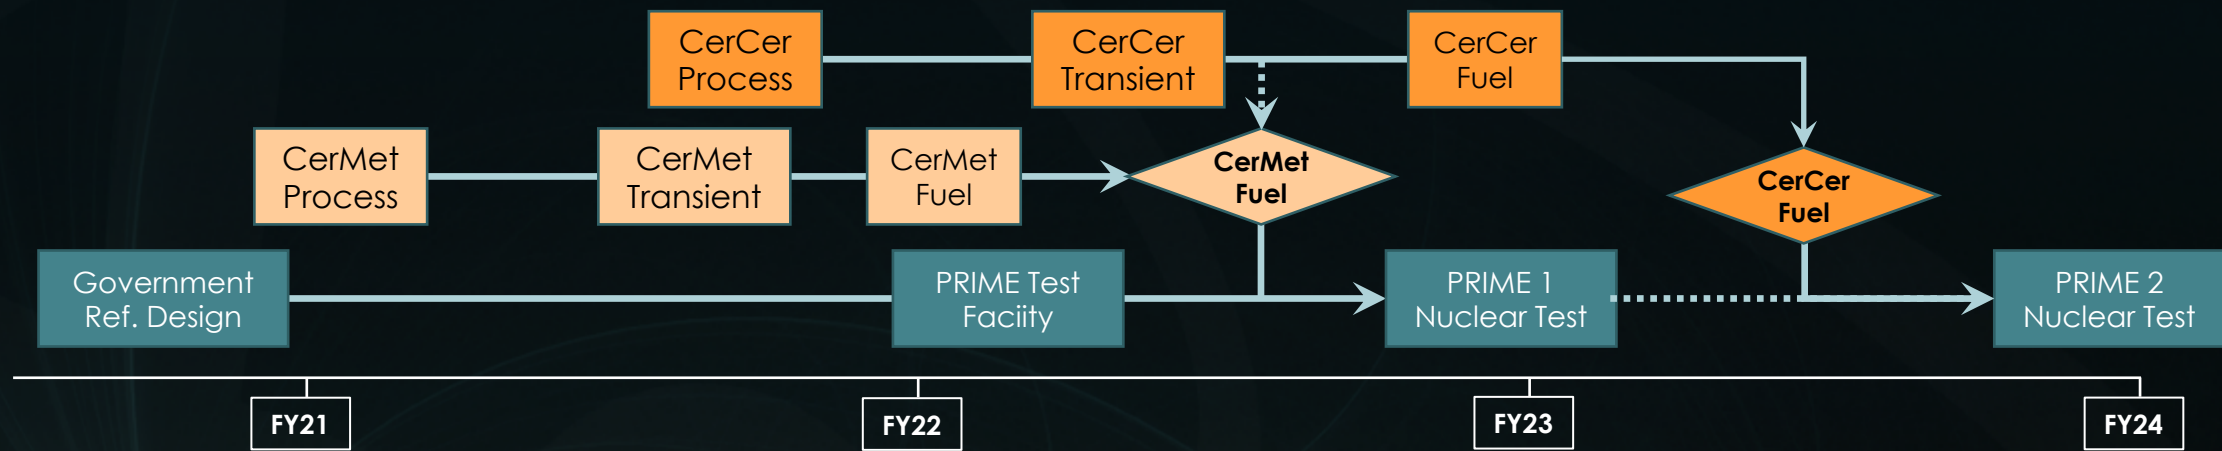 CerCer
Process
CerCer
Transient
CerCer
Fuel
CerMet
Process
CerMet
Transient
CerMet
Fuel
CerMet
Fuel
CerCer
Fuel
Government
Ref. Design
PRIME Test
Faciity
PRIME 1
Nuclear Test
PRIME 2
Nuclear Test
FY21
FY22
FY23
FY24